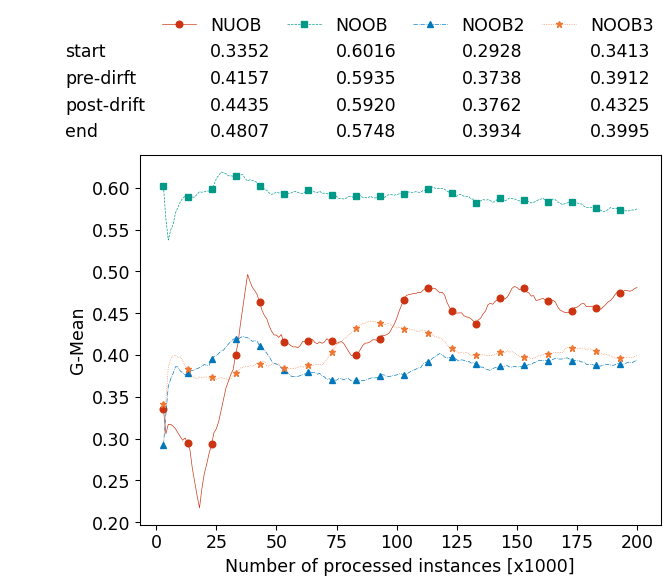 NUOB NOOB NOOB2 NOOB3
start 0.3352 0.6016 0.2928 0.3413
pre-dirft 0.4157 0.5935 0.3738 0.3912
post-drift 0.4435 0.5920 0.3762 0.4325
end 0.4807 0.5748 0.3934 0.3995
0.60
0.55
0.50
0.45
0.40
0.35
0.30
0.25
0.20
G-Mean
0 25 50 75 100 125 150 175 200
Number of processed instances [x1000]